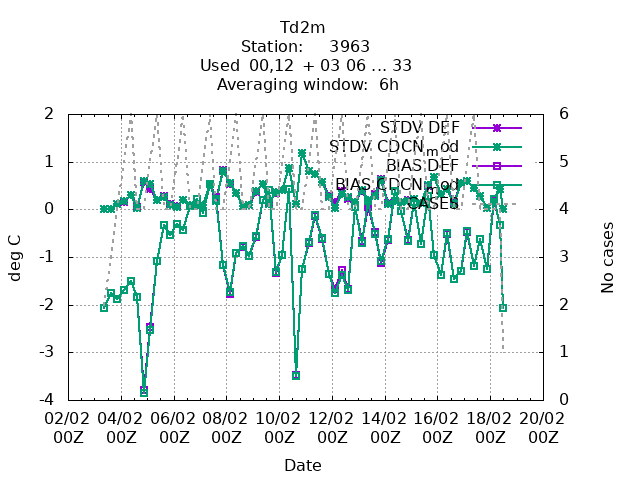 Td2m
Station: 3963
Used 00,12 + 03 06 ... 33
Averaging window: 6h
2 6
STDV DEF
STDV CDCN_mod
1 5
BIAS DEF
BIAS CDCN_mod
CASES
0 4
deg C
No cases
-1 3
-2 2
-3 1
-4 0
02/02 04/02 06/02 08/02 10/02 12/02 14/02 16/02 18/02 20/02
00Z 00Z 00Z 00Z 00Z 00Z 00Z 00Z 00Z 00Z
Date